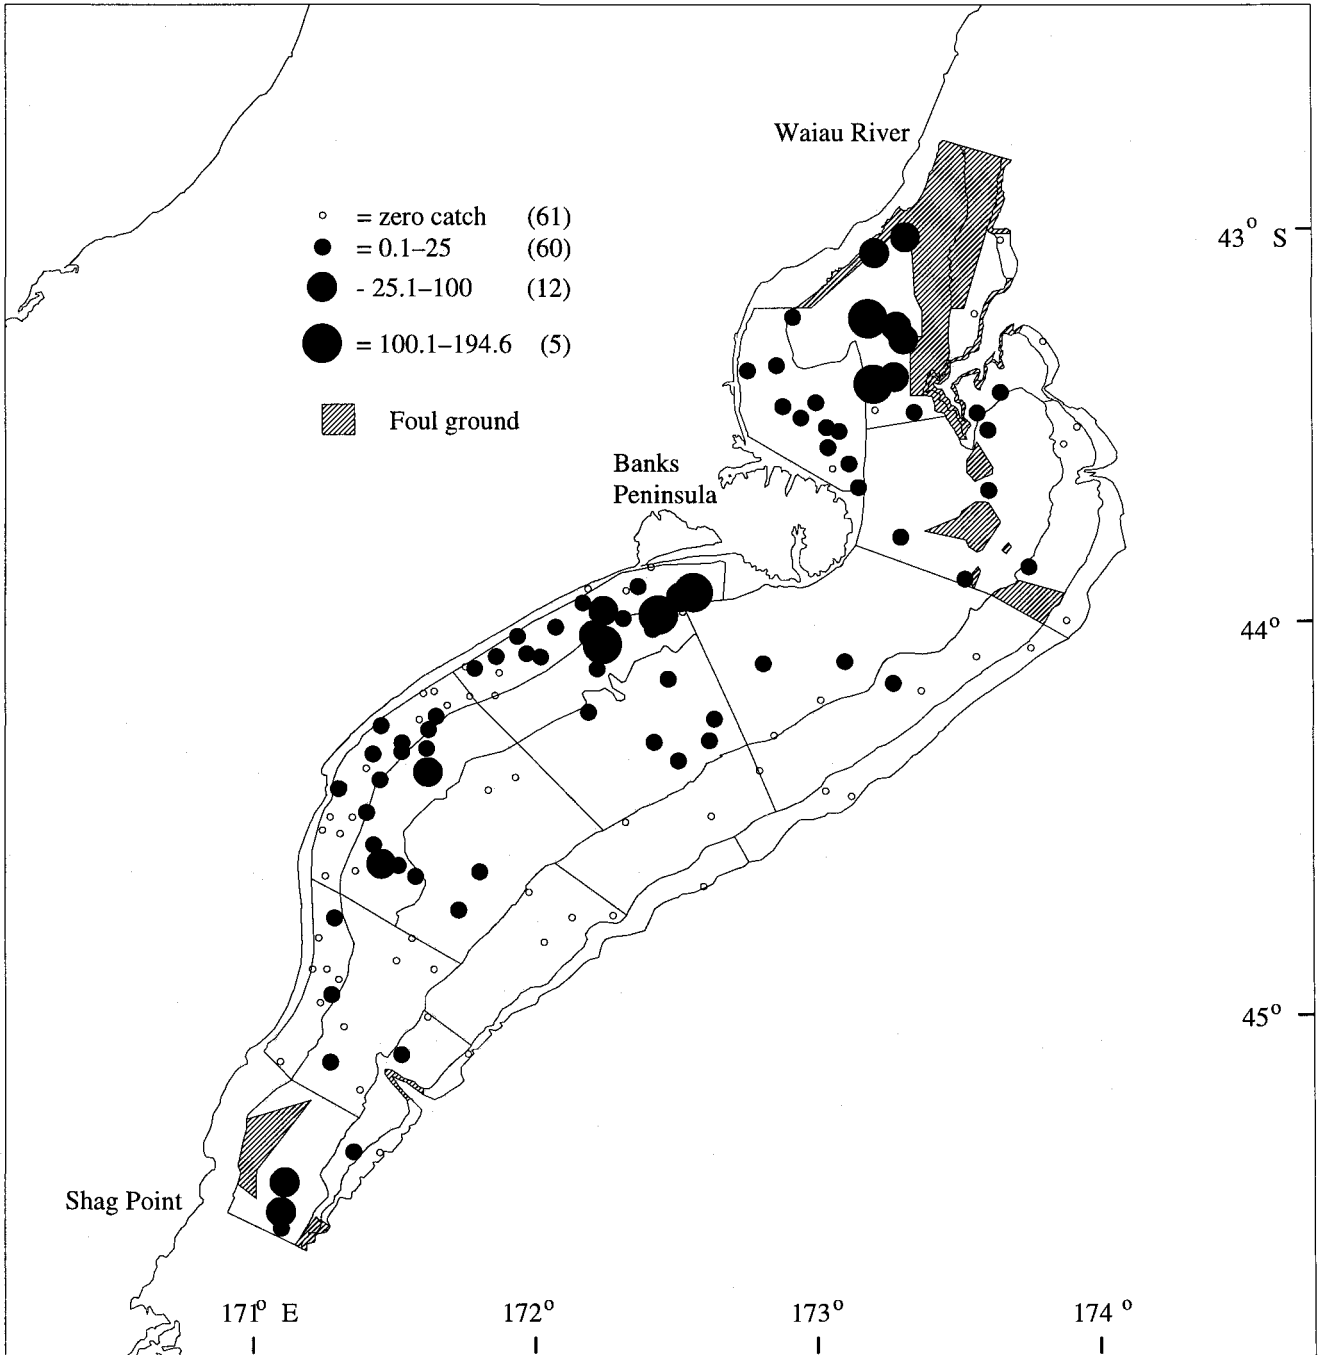 Waiau River
= zero catch (61)
= 0.1–25 (60)
- 25.1–100 (12)
= 100.1–194.6 (5)
Foul ground
43° S
Banks
Peninsula
44°
45°
Shag Point
171° E 172° 173° 174°